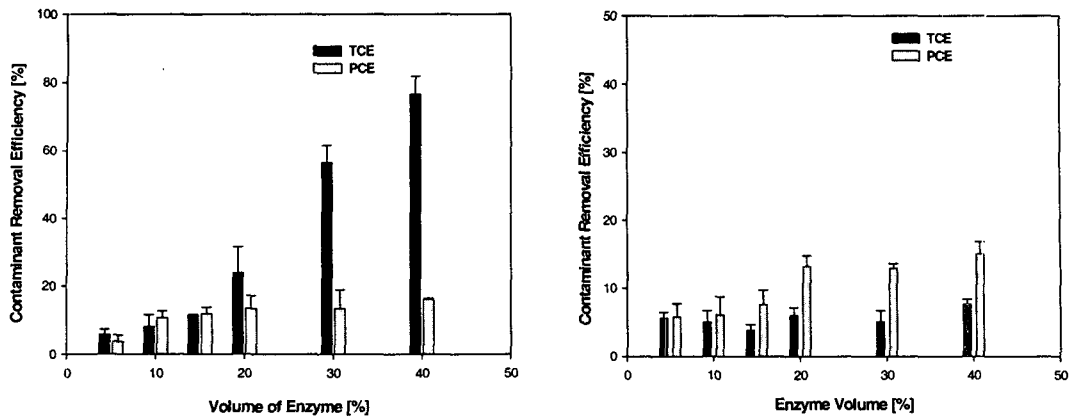 100
80
60
40
20
0
Contaminant Removal Efficiency [%]
TCE
PCE
0 10 20 30 40 50
Volume of Enzyme [%]
50
40
30
20
10
0
Contaminant Removal Efficiency [%]
TCE
PCE
0 10 20 30 40 50
Enzyme Volume [%]